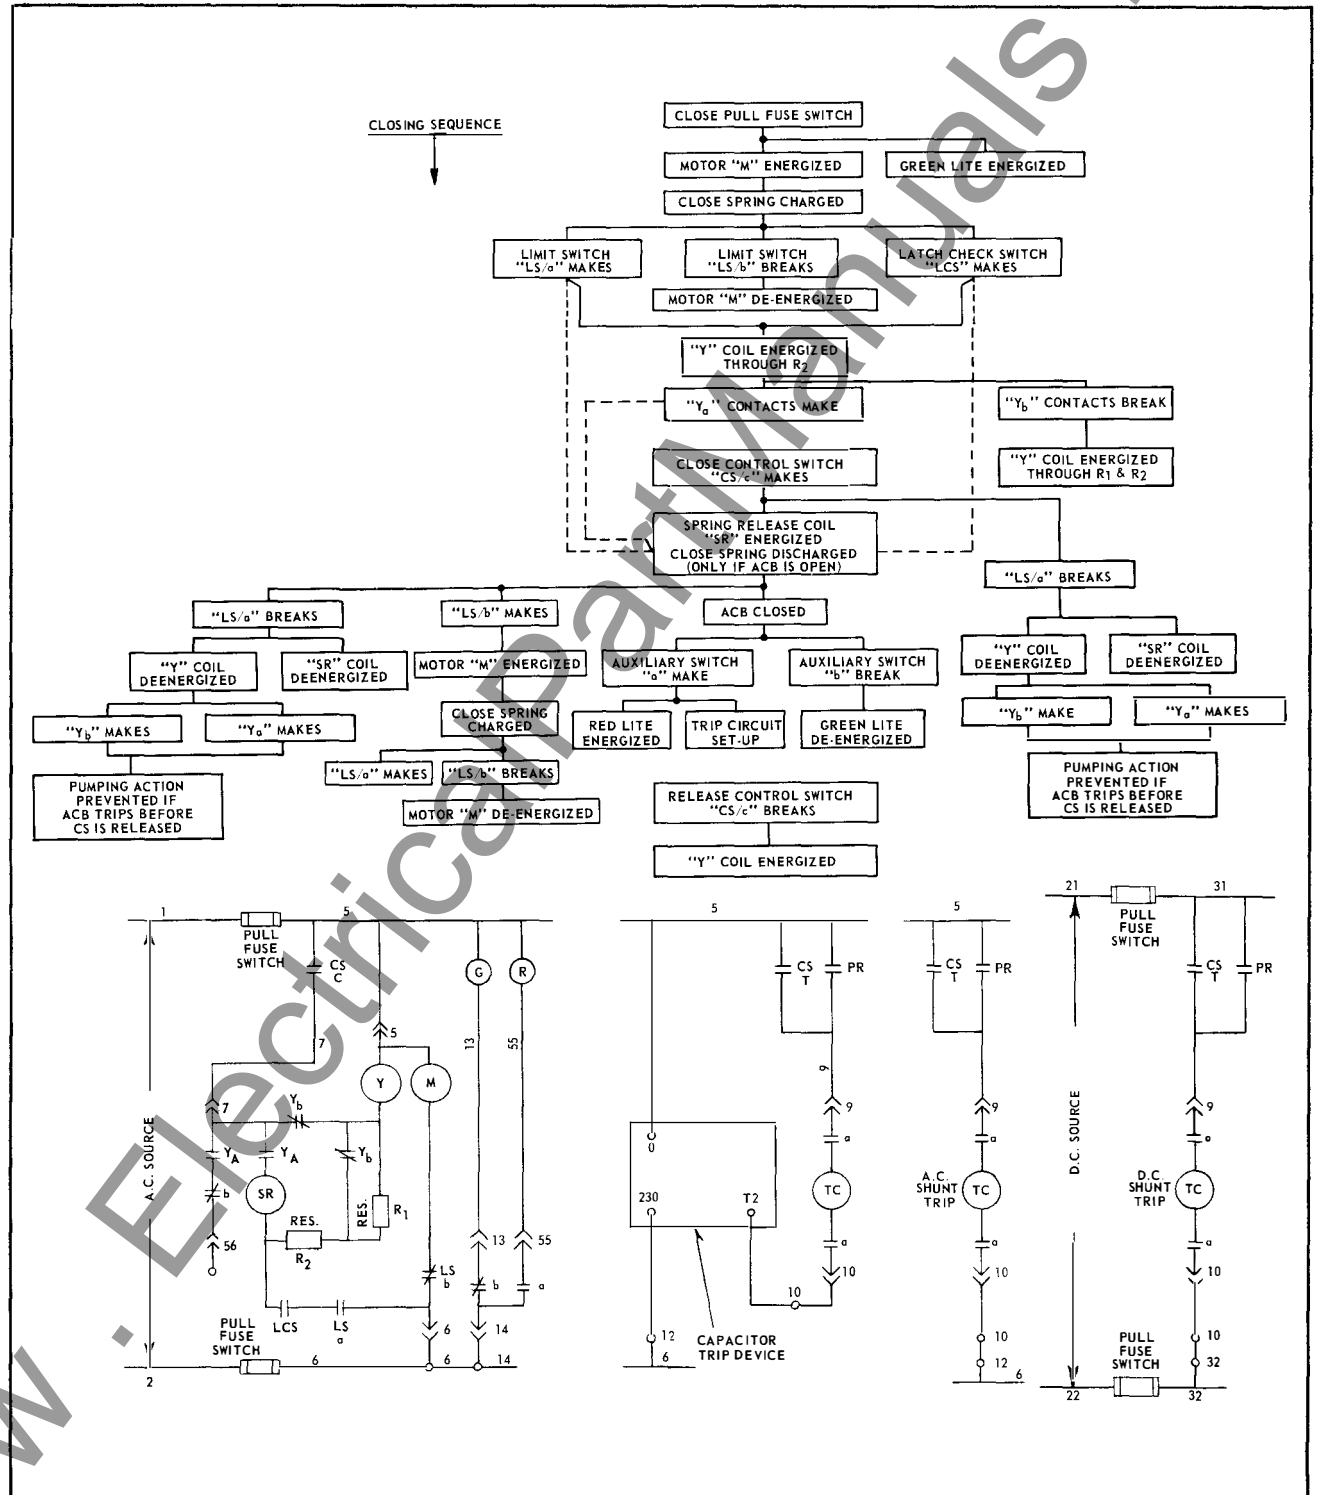 CLOSING SEQUENCE
CLOSE PULL FUSE SWITCH
MOTOR "M" ENERGIZED
GREEN LITE ENERGIZED
CLOSE SPRING CHARGED
LIMIT SWITCH
"LS/a" MAKES
LIMIT SWITCH
"LS/b" BREAKS
LATCH CHECK SWITCH
"LCS" MAKES
MOTOR "M" DE-ENERGIZED
"Y" COIL ENERGIZED
THROUGH R2
"Ya" CONTACTS MAKE
"Yb" CONTACTS BREAK
CLOSE CONTROL SWITCH
"CS/c" MAKES
"Y" COIL ENERGIZED
THROUGH R1 & R2
SPRING RELEASE COIL
"SR" ENERGIZED
CLOSE SPRING DISCHARGED
(ONLY IF ACB IS OPEN)
"LS/a" BREAKS
"LS/a" BREAKS
"LS/b" MAKES
ACB CLOSED
"Y" COIL
DEENERGIZED
"SR" COIL
DEENERGIZED
MOTOR "M" ENERGIZED
AUXILIARY SWITCH
"a" MAKE
AUXILIARY SWITCH
"b" BREAK
"Y" COIL
DEENERGIZED
"SR" COIL
DEENERGIZED
"Yb" MAKES
"Ya" MAKES
CLOSE SPRING
CHARGED
RED LITE
ENERGIZED
TRIP CIRCUIT
SET-UP
GREEN LITE
DE-ENERGIZED
"Yb" MAKE
"Ya" MAKES
"LS/a" MAKES
"LS/b" BREAKS
PUMPING ACTION
PREVENTED IF
ACB TRIPS BEFORE
CS IS RELEASED
MOTOR "M" DE-ENERGIZED
RELEASE CONTROL SWITCH
"CS/c" BREAKS
PUMPING ACTION
PREVENTED IF
ACB TRIPS BEFORE
CS IS RELEASED
"Y" COIL ENERGIZED
1
5
PULL
FUSE
SWITCH
CS
C
G
R
7
5
13
55
Y
M
A.C. SOURCE
7
Yb
YA
YA
Yb
b
SR
RES.
R1
RES.
R2
56
13
55
LS
b
b
a
LCS
LS
a
6
14
PULL
FUSE
SWITCH
2
6
6
14
5
CS
T
PR
9
9
a
0
230
T2
TC
a
10
10
12
6
CAPACITOR
TRIP DEVICE
5
CS
T
PR
9
a
A.C.
SHUNT
TRIP
TC
a
10
10
12
6
21
31
PULL
FUSE
SWITCH
CS
T
PR
D.C. SOURCE
9
a
D.C.
SHUNT
TRIP
TC
a
10
PULL
FUSE
SWITCH
10
32
22
32
w . ElectricalPartManuals .